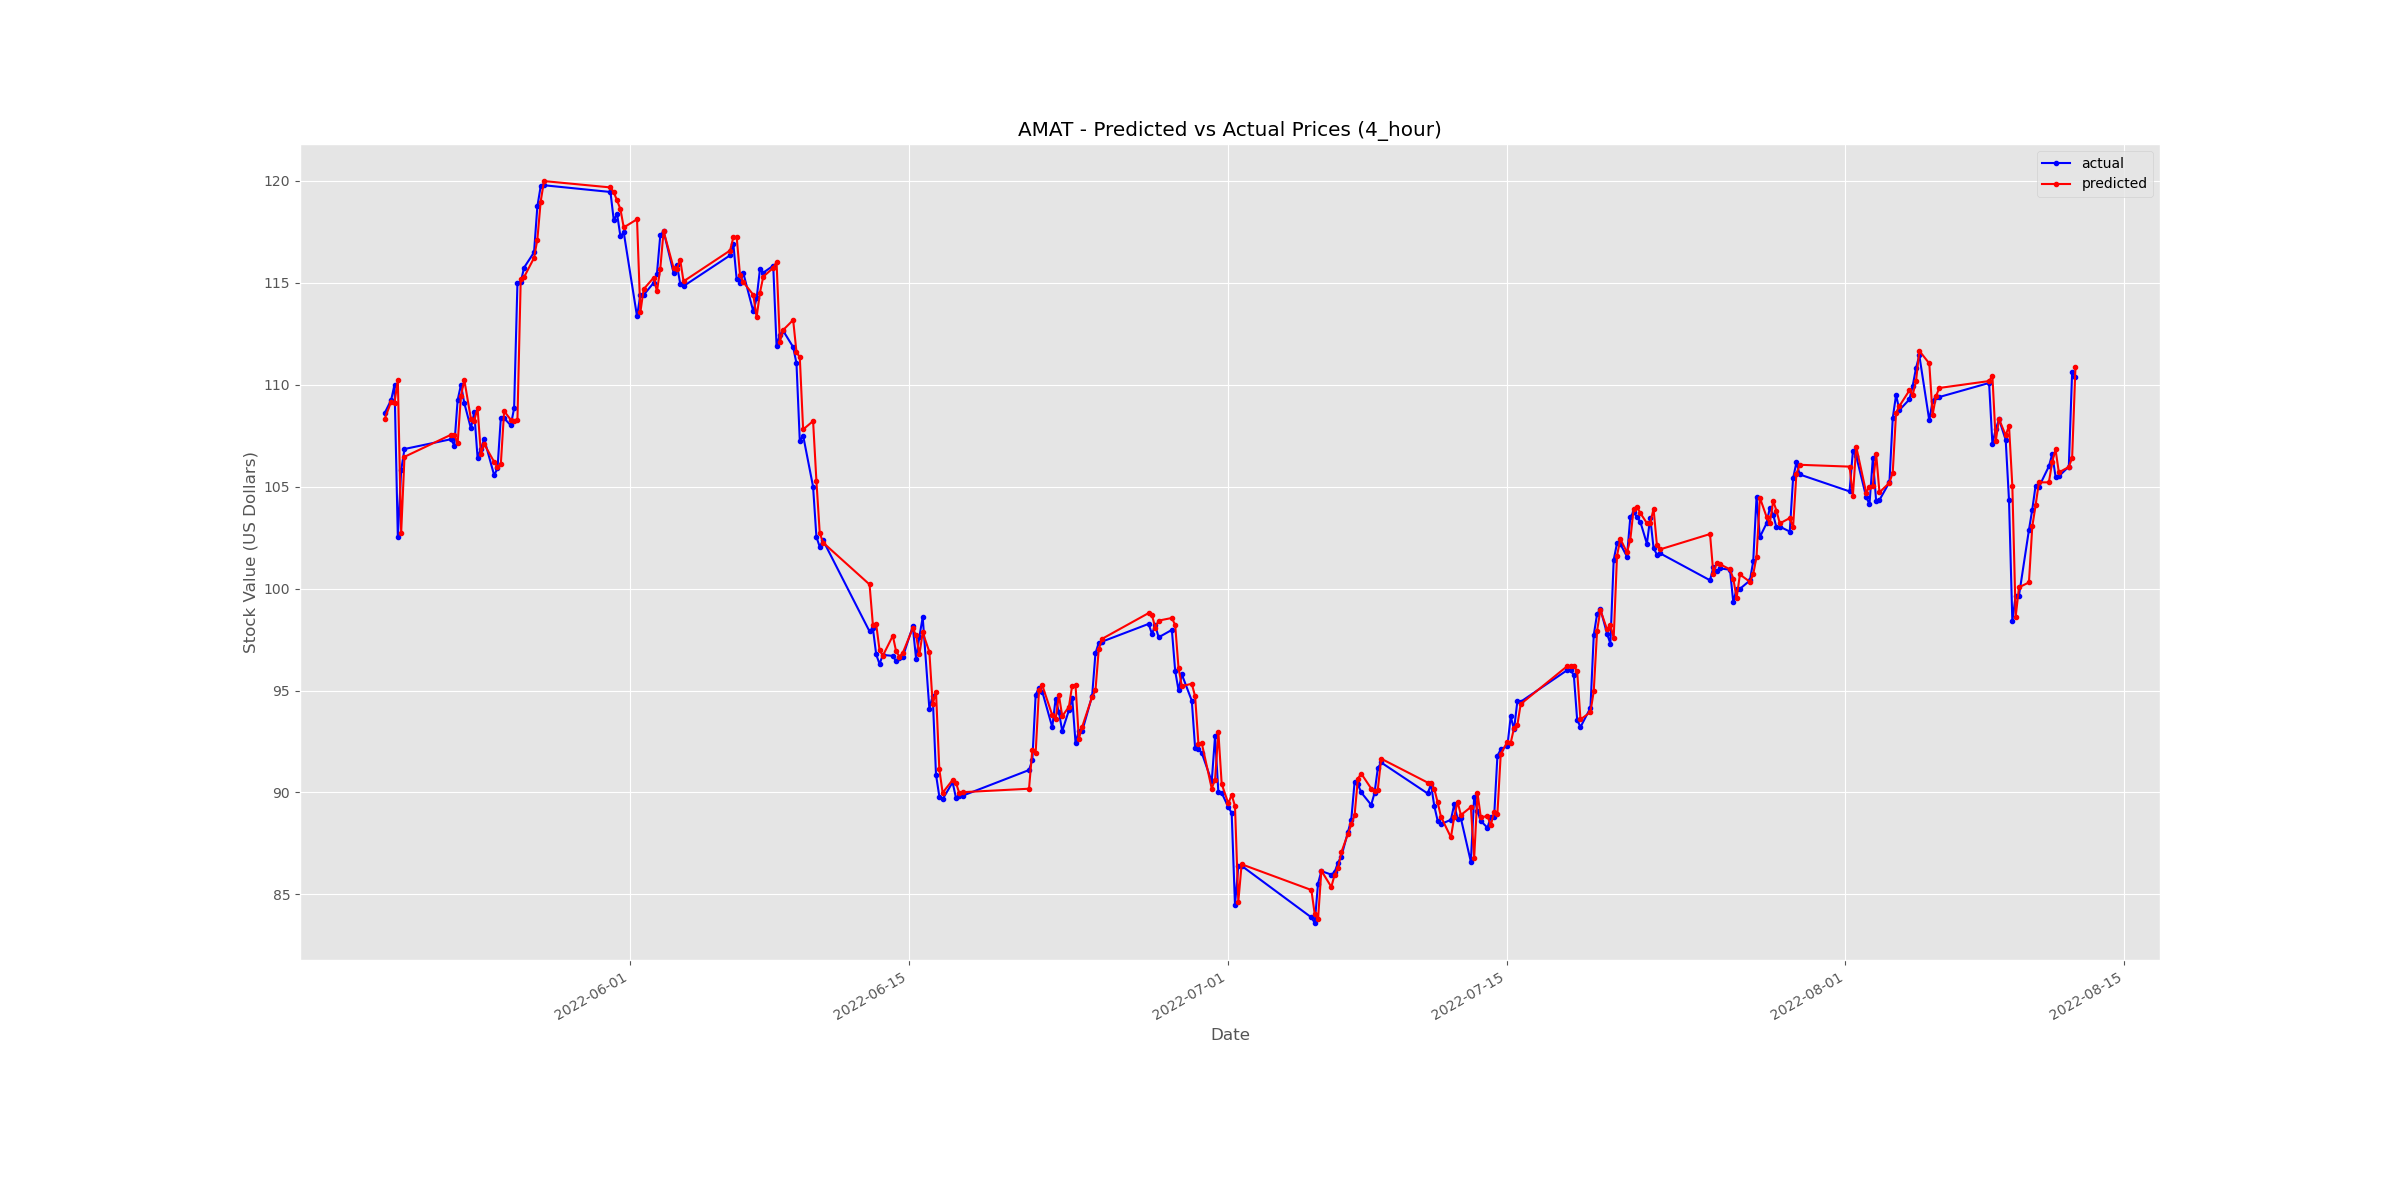 AMAT - Predicted vs Actual Prices (4_hour)
actual
predicted
Stock Value (US Dollars)
120
115
110
105
100
95
90
85
2022-06-01
2022-06-15
2022-07-01
2022-07-15
2022-08-01
2022-08-15
Date